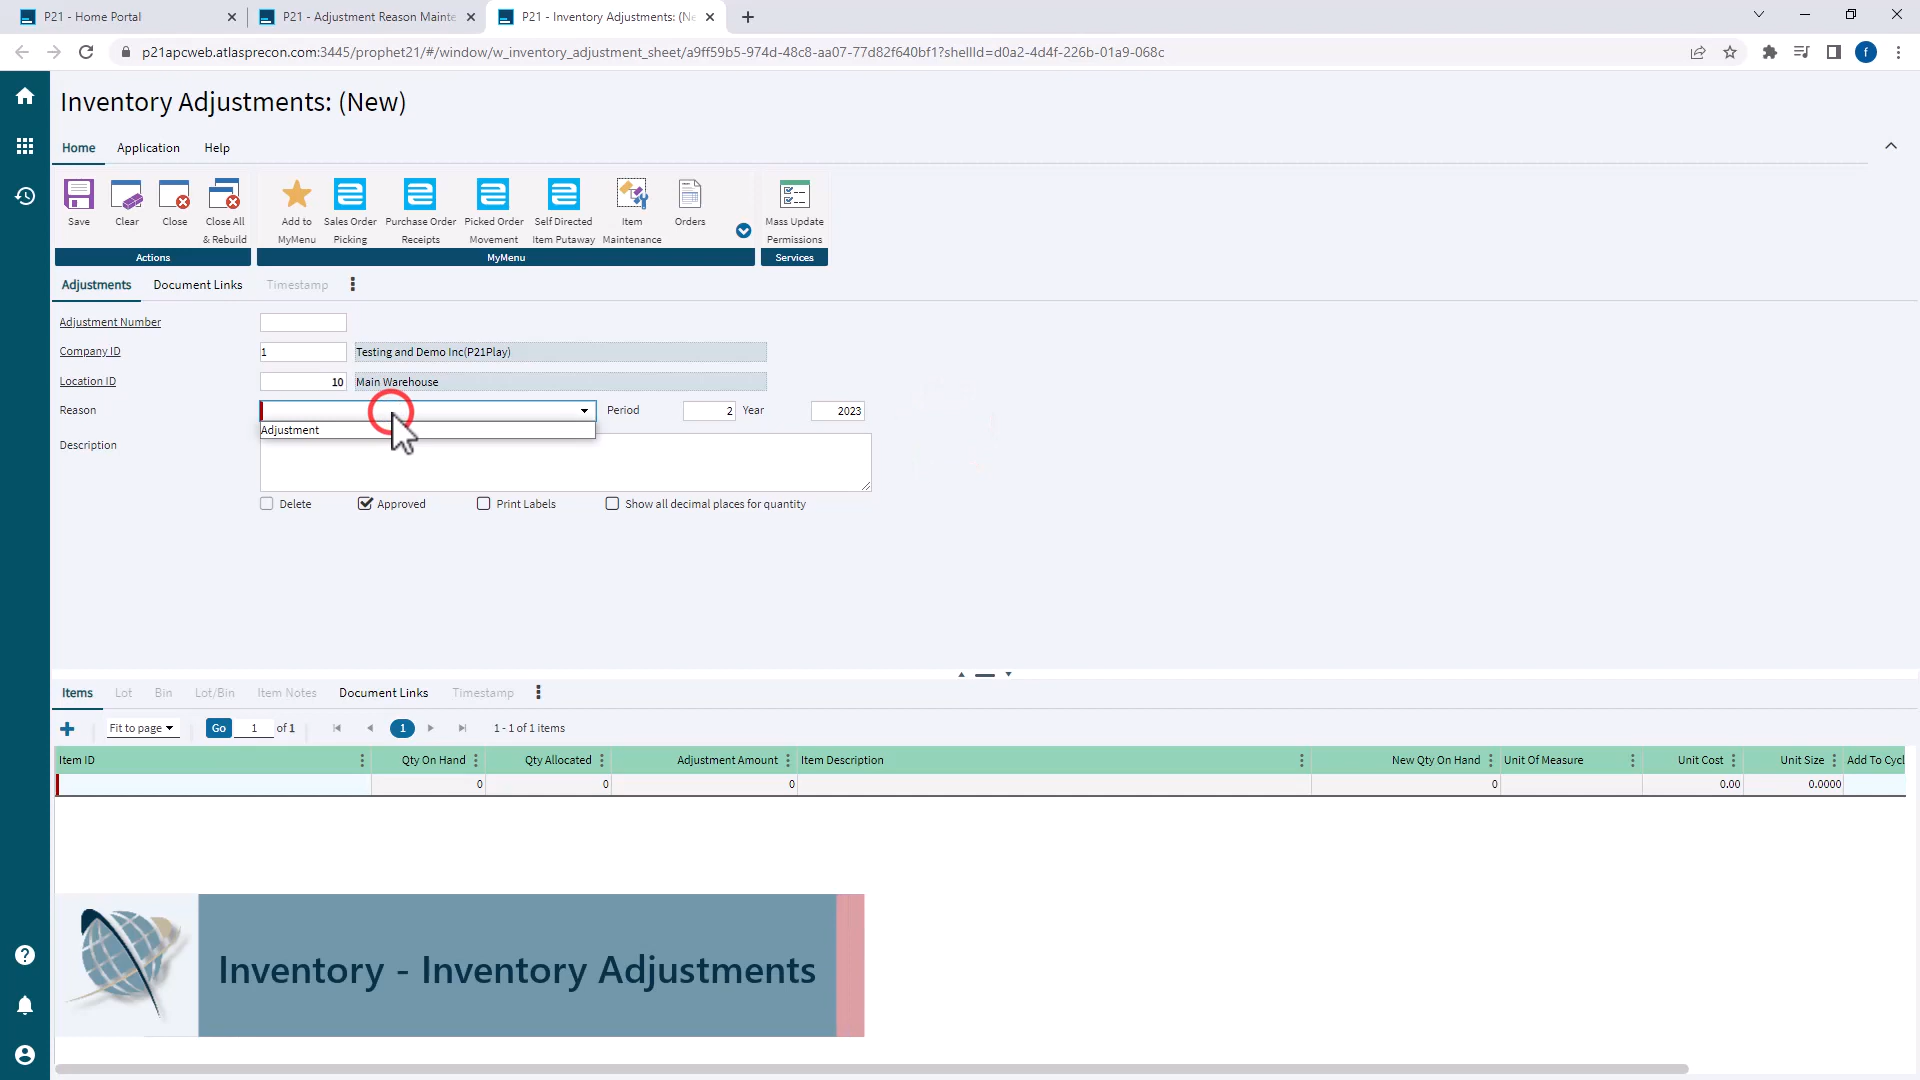 P21 - Home Portal
P21 - Adjustment Reason Mainte
P21 - Inventory Adjustments: (Ne
p21apcweb.atlasprecon.com:3445/prophet21/#/window/w_inventory_adjustment_sheet/a9ff59b5-974d-48c8-aa07-77d82f640bf1?shellId=d0a2-4d4f-226b-01a9-068c
f
Inventory Adjustments: (New)
Home Application Help
Save
Clear
Close
Close All & Rebuild
Add to MyMenu
Sales Order Picking
Purchase Order Receipts
Picked Order Movement
Self Directed Item Putaway
Item Maintenance
Orders
Mass Update Permissions
Actions
MyMenu
Services
Adjustments Document Links Timestamp
Adjustment Number
Company ID 1 Testing and Demo Inc(P21Play)
Location ID 10 Main Warehouse
Reason Period 2 Year 2023
Adjustment
Description
Delete Approved Print Labels Show all decimal places for quantity
Items Lot Bin Lot/Bin Item Notes Document Links Timestamp
Fit to page Go 1 of 1 1 1 - 1 of 1 items
Item ID Qty On Hand Qty Allocated Adjustment Amount Item Description New Qty On Hand Unit Of Measure Unit Cost Unit Size Add To Cycl
0 0 0 0 0.00 0.0000
Inventory - Inventory Adjustments